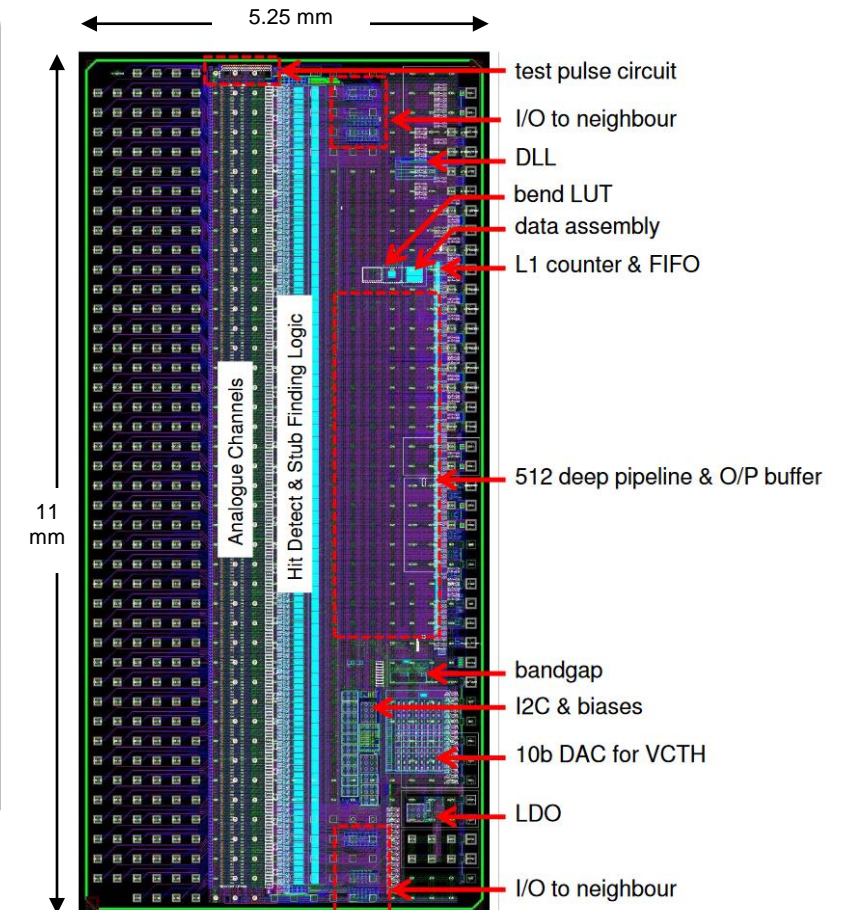 5.25 mm
test pulse circuit
I/O to neighbour
DLL
bend LUT
data assembly
L1 counter & FIFO
Analogue Channels
Hit Detect & Stub Finding Logic
512 deep pipeline & O/P buffer
11
mm
bandgap
I2C & biases
10b DAC for VCTH
LDO
I/O to neighbour